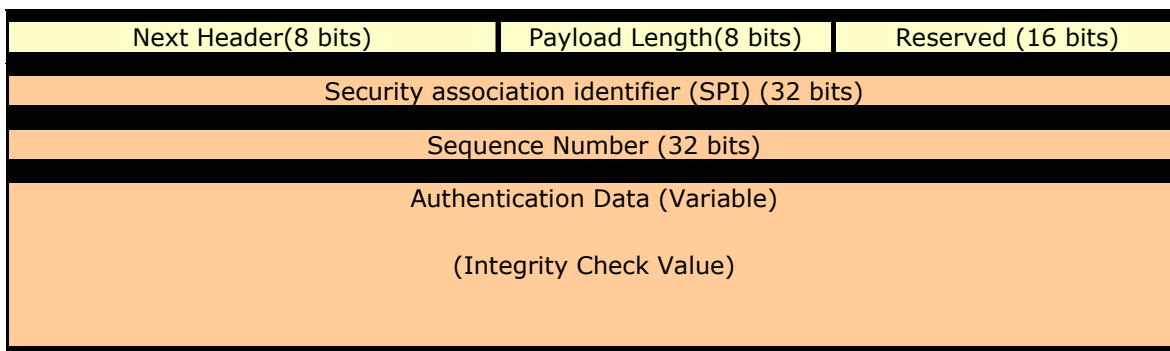 Next Header(8 bits) Payload Length(8 bits) Reserved (16 bits)
Security association identifier (SPI) (32 bits)
Sequence Number (32 bits)
Authentication Data (Variable)
(Integrity Check Value)